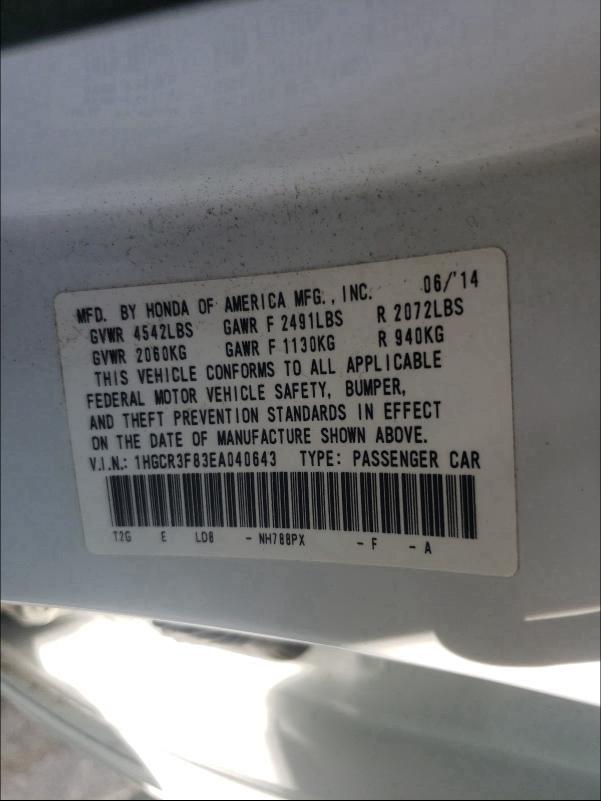 MFD. BY HONDA OF AMERICA MFG., INC. 06/'14
GVWR 4542LBS GAWR F 2491LBS R 2072LBS
GVWR 2060KG GAWR F 1130KG R 940KG
THIS VEHICLE CONFORMS TO ALL APPLICABLE
FEDERAL MOTOR VEHICLE SAFETY, BUMPER,
AND THEFT PREVENTION STANDARDS IN EFFECT
ON THE DATE OF MANUFACTURE SHOWN ABOVE.
V.I.N.: 1HGCR3F83EA040643 TYPE: PASSENGER CAR
T2G E LD8 - NH788PX - F - A